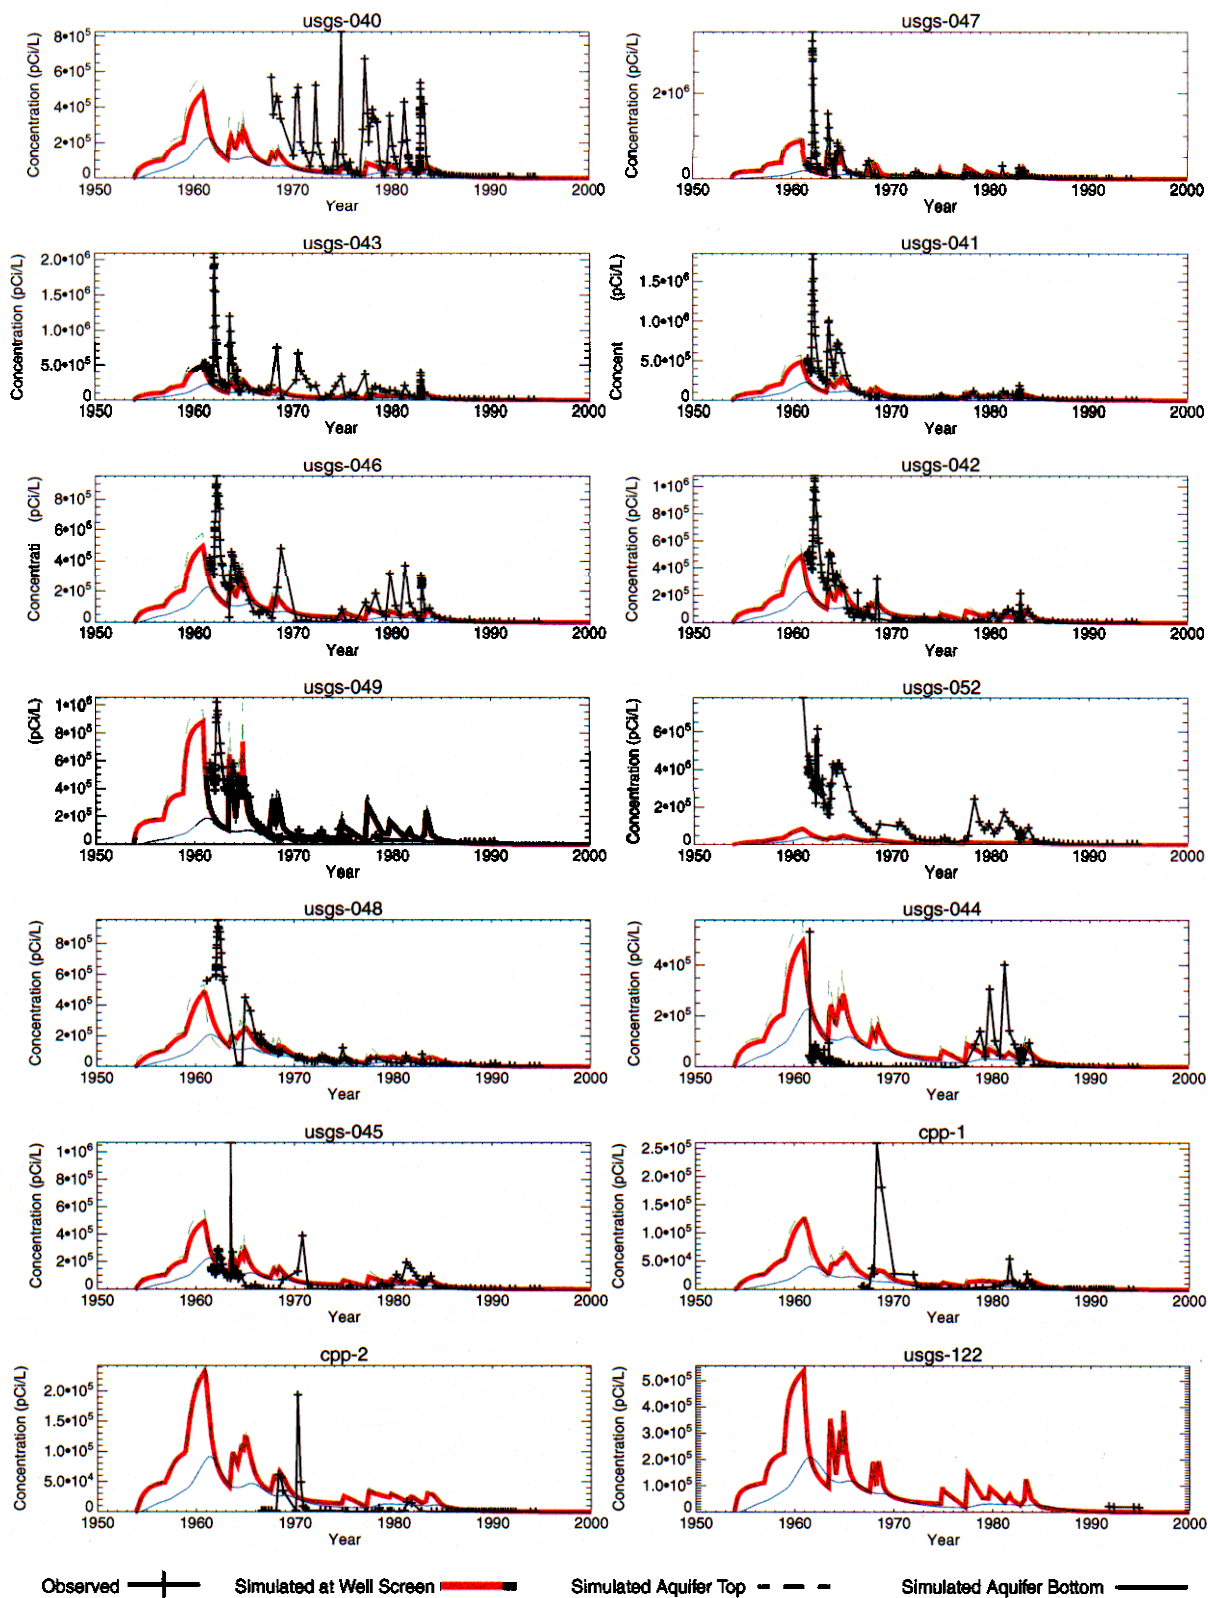 usgs-040
usgs-047
Concentration (pCi/L)
8•10⁵
6•10⁵
4•10⁵
2•10⁵
0
1950 1960 1970 1980 1990 2000
Year
Concentration (pCi/L)
2•10⁶
0
1950 1960 1970 1980 1990 2000
Year
usgs-043
usgs-041
Concentration (pCi/L)
2.0•10⁶
1.5•10⁶
1.0•10⁶
5.0•10⁵
0
1950 1960 1970 1980 1990 2000
Year
Concent (pCi/L)
1.5•10⁶
1.0•10⁶
5.0•10⁵
0
1950 1960 1970 1980 1990 2000
Year
usgs-046
usgs-042
Concentrati (pCi/L)
8•10⁵
6•10⁵
4•10⁵
2•10⁵
0
1950 1960 1970 1980 1990 2000
Year
Concentration (pCi/L)
1•10⁶
8•10⁵
6•10⁵
4•10⁵
2•10⁵
0
1950 1960 1970 1980 1990 2000
Year
usgs-049
usgs-052
(pCi/L)
1•10⁶
8•10⁵
6•10⁵
4•10⁵
2•10⁵
0
1950 1960 1970 1980 1990 2000
Year
Concentration (pCi/L)
6•10⁵
4•10⁵
2•10⁵
0
1950 1960 1970 1980 1990 2000
Year
usgs-048
usgs-044
Concentration (pCi/L)
8•10⁵
6•10⁵
4•10⁵
2•10⁵
0
1950 1960 1970 1980 1990 2000
Year
Concentration (pCi/L)
4•10⁵
2•10⁵
0
1950 1960 1970 1980 1990 2000
Year
usgs-045
cpp-1
Concentration (pCi/L)
1•10⁶
8•10⁵
6•10⁵
4•10⁵
2•10⁵
0
1950 1960 1970 1980 1990 2000
Year
Concentration (pCi/L)
2.5•10⁵
2.0•10⁵
1.5•10⁵
1.0•10⁵
5.0•10⁴
0
1950 1960 1970 1980 1990 2000
Year
cpp-2
usgs-122
Concentration (pCi/L)
2.0•10⁵
1.5•10⁵
1.0•10⁵
5.0•10⁴
0
1950 1960 1970 1980 1990 2000
Year
Concentration (pCi/L)
5.0•10⁵
4.0•10⁵
3.0•10⁵
2.0•10⁵
1.0•10⁵
0
1950 1960 1970 1980 1990 2000
Year
Observed Simulated at Well Screen Simulated Aquifer Top Simulated Aquifer Bottom